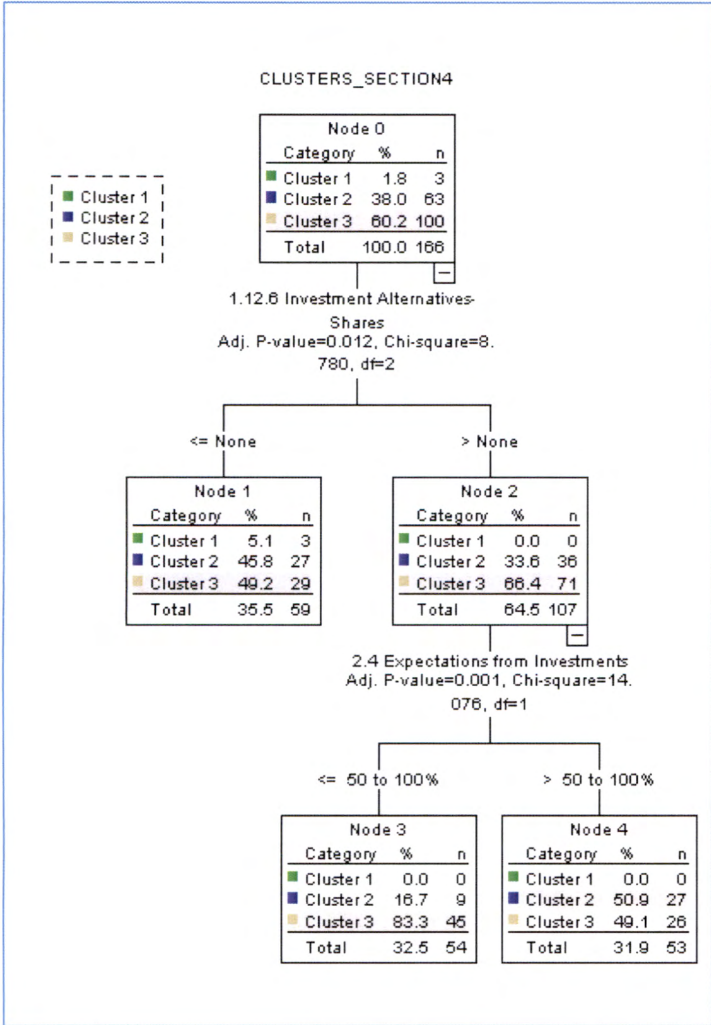 CLUSTERS_SECTION4
Node 0
Category % n
Cluster 1 1.8 3
Cluster 2 38.0 63
Cluster 3 60.2 100
Total 100.0 166
Cluster 1
Cluster 2
Cluster 3
1.12.6 Investment Alternatives-
Shares
Adj. P-value=0.012, Chi-square=8.
780, df=2
<= None
> None
Node 1
Category % n
Cluster 1 5.1 3
Cluster 2 45.8 27
Cluster 3 49.2 29
Total 35.5 59
Node 2
Category % n
Cluster 1 0.0 0
Cluster 2 33.6 36
Cluster 3 66.4 71
Total 64.5 107
2.4 Expectations from Investments
Adj. P-value=0.001, Chi-square=14.
076, df=1
<= 50 to 100%
> 50 to 100%
Node 3
Category % n
Cluster 1 0.0 0
Cluster 2 16.7 9
Cluster 3 83.3 45
Total 32.5 54
Node 4
Category % n
Cluster 1 0.0 0
Cluster 2 50.9 27
Cluster 3 49.1 26
Total 31.9 53